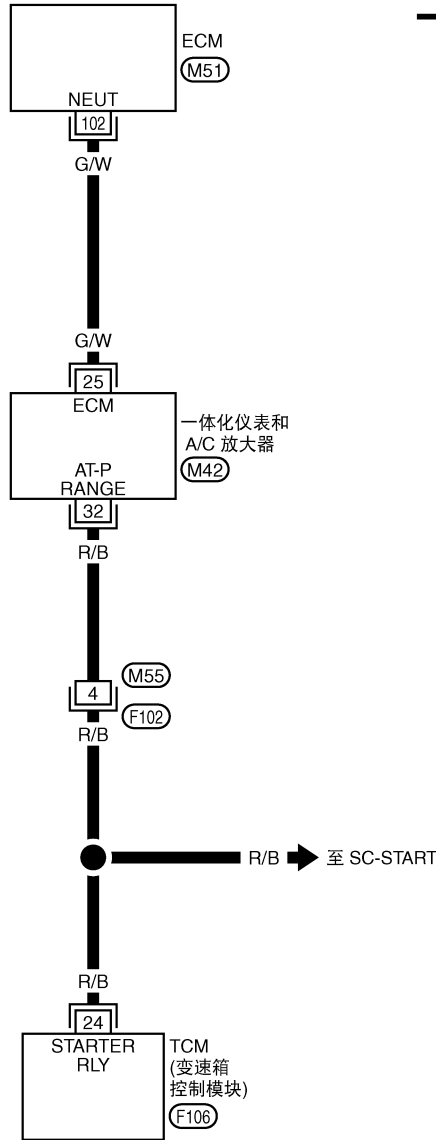 ECM
M51
NEUT
102
G/W
G/W
25
ECM
一体化仪表和
A/C 放大器
M42
AT-P
RANGE
32
R/B
M55
4
F102
R/B
R/B
至 SC-START
R/B
24
STARTER
RLY
TCM
(变速箱
控制模块)
F106